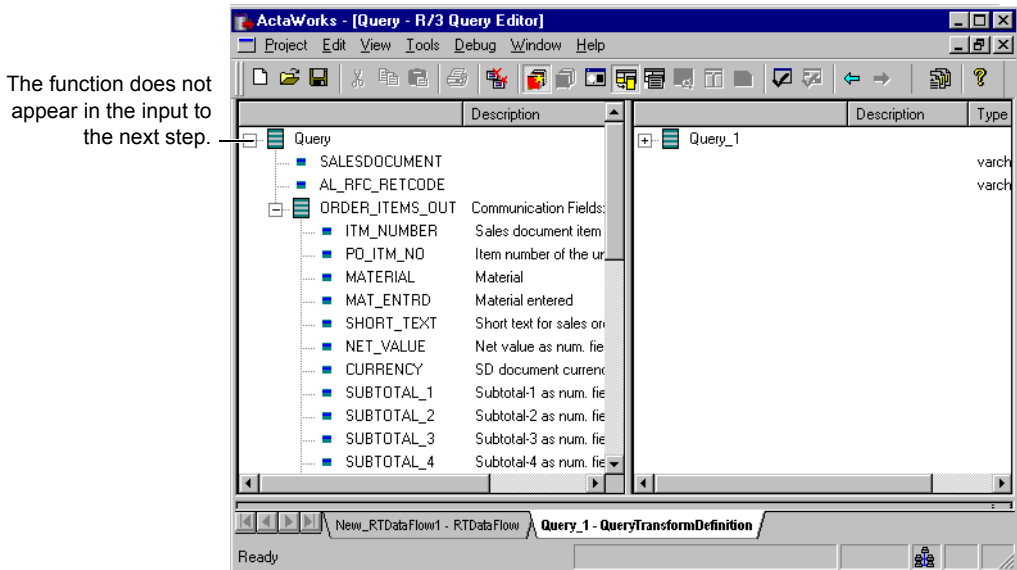 The function does not
appear in the input to
the next step.
ActaWorks - [Query - R/3 Query Editor]
Project Edit View Tools Debug Window Help
Description
Query
SALESDOCUMENT
AL_RFC_RETCODE
ORDER_ITEMS_OUT Communication Fields:
ITM_NUMBER Sales document item
PO_ITM_NO Item number of the ur
MATERIAL Material
MAT_ENTRD Material entered
SHORT_TEXT Short text for sales or
NET_VALUE Net value as num. fie
CURRENCY SD document currenc
SUBTOTAL_1 Subtotal-1 as num. fie
SUBTOTAL_2 Subtotal-2 as num. fie
SUBTOTAL_3 Subtotal-3 as num. fie
SUBTOTAL_4 Subtotal-4 as num. fie
Description Type
Query_1
varch
varch
New_RTDataFlow1 - RTDataFlow Query_1 - QueryTransformDefinition
Ready